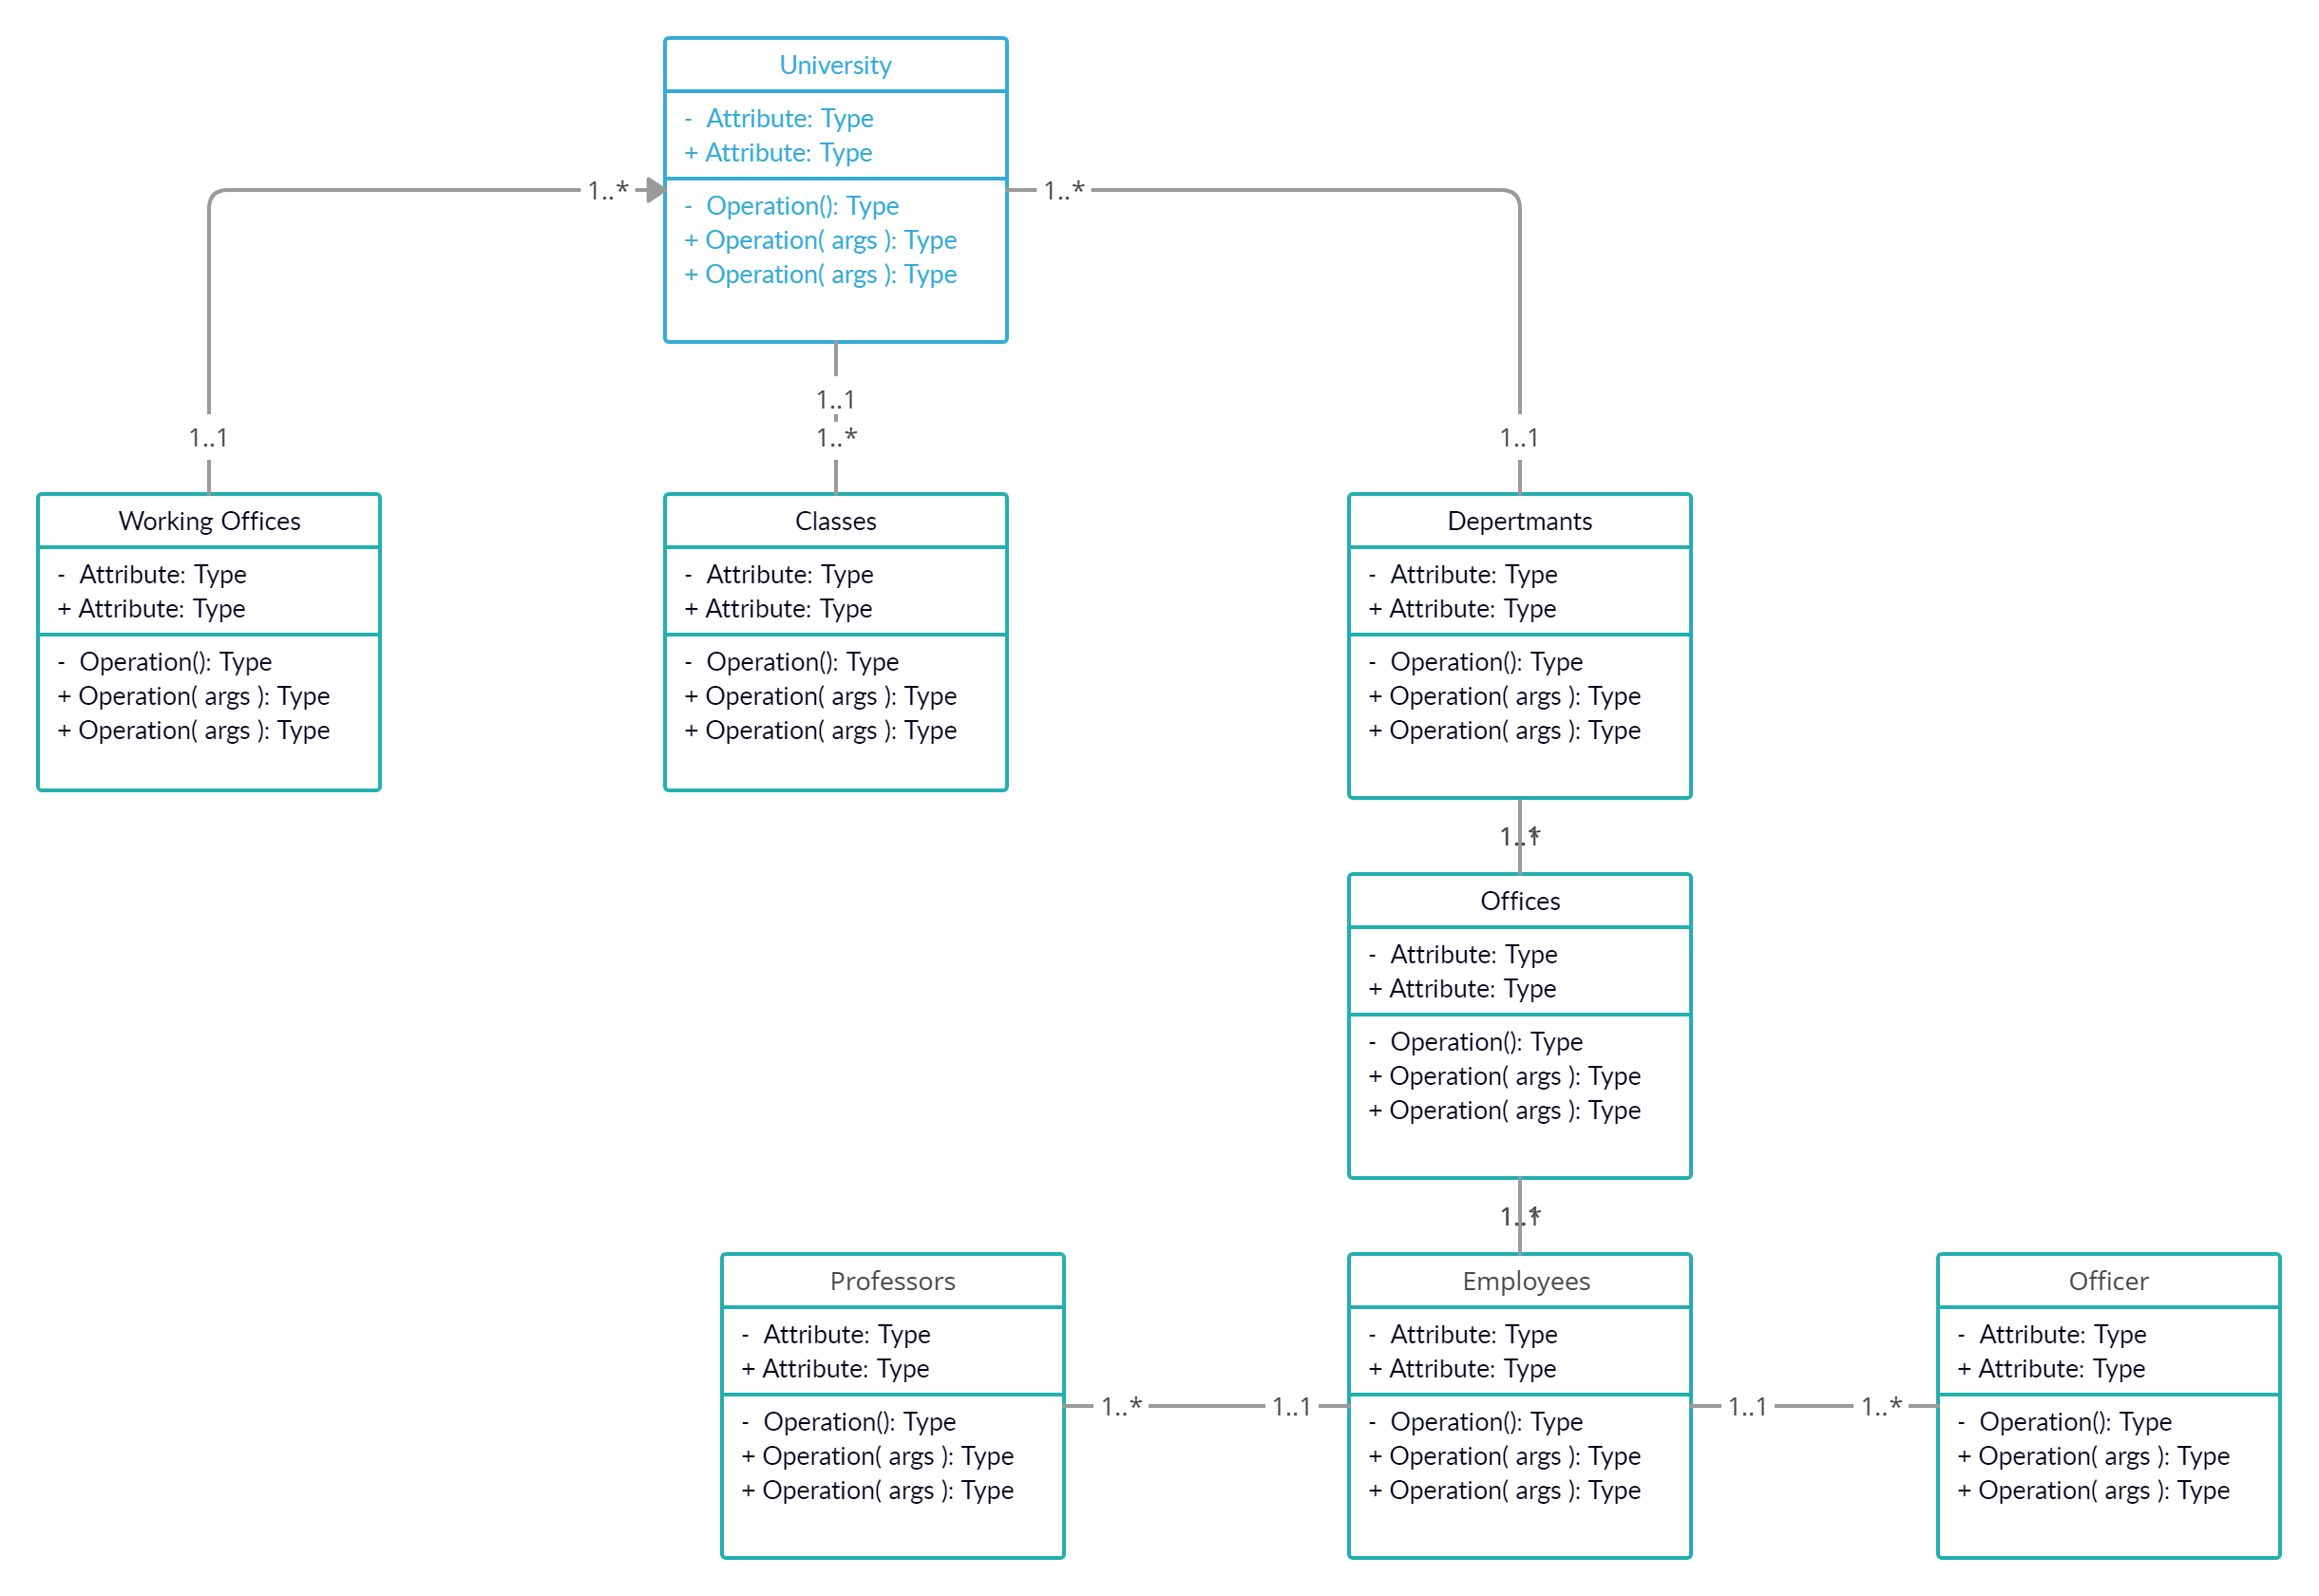 University
- Attribute: Type
+ Attribute: Type
- Operation(): Type
+ Operation( args ): Type
+ Operation( args ): Type
1..*
1..*
1..1
1..*
1..1
1..1
Working Offices
- Attribute: Type
+ Attribute: Type
- Operation(): Type
+ Operation( args ): Type
+ Operation( args ): Type
Classes
- Attribute: Type
+ Attribute: Type
- Operation(): Type
+ Operation( args ): Type
+ Operation( args ): Type
Depertmants
- Attribute: Type
+ Attribute: Type
- Operation(): Type
+ Operation( args ): Type
+ Operation( args ): Type
Offices
- Attribute: Type
+ Attribute: Type
- Operation(): Type
+ Operation( args ): Type
+ Operation( args ): Type
Professors
- Attribute: Type
+ Attribute: Type
- Operation(): Type
+ Operation( args ): Type
+ Operation( args ): Type
1..*
1..1
Employees
- Attribute: Type
+ Attribute: Type
- Operation(): Type
+ Operation( args ): Type
+ Operation( args ): Type
1..1
1..*
Officer
- Attribute: Type
+ Attribute: Type
- Operation(): Type
+ Operation( args ): Type
+ Operation( args ): Type